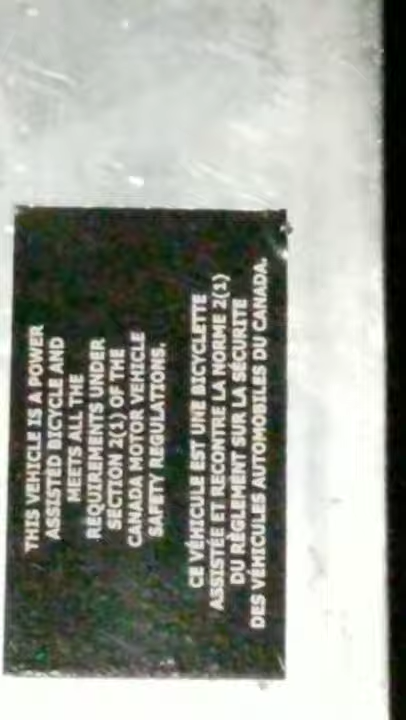 THIS VEHICLE IS A POWER
ASSISTED BICYCLE AND
MEETS ALL THE
REQUIREMENTS UNDER
SECTION 2(1) OF THE
CANADA MOTOR VEHICLE
SAFETY REGULATIONS.
CE VÉHICULE EST UNE BICYCLETTE
ASSISTÉE ET RECONTRE LA NORME 2(1)
DU RÈGLEMENT SUR LA SÉCURITÉ
DES VÉHICULES AUTOMOBILES DU CANADA.